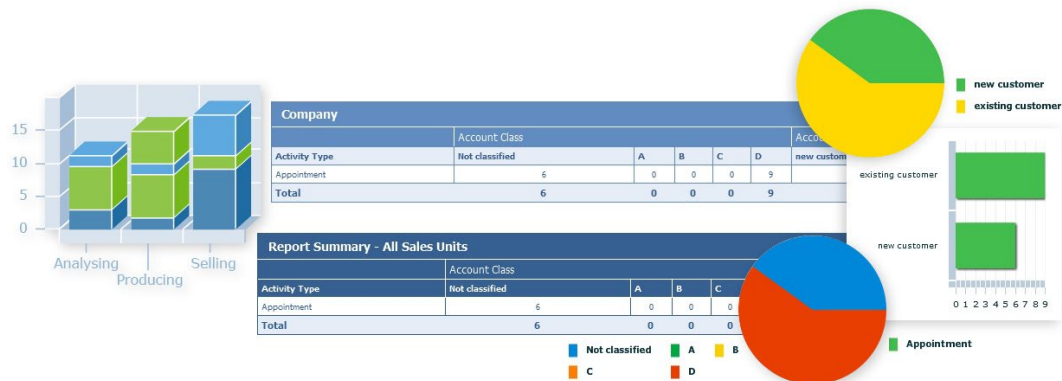 15
10
5
0
Analysing
Producing
Selling
Company
Account Class
Activity Type Not classified A B C D new custom
Appointment 6 0 0 0 9
Total 6 0 0 0 9
Report Summary - All Sales Units
Account Class
Activity Type Not classified A B C
Appointment 6 0 0 0
Total 6 0 0 0
new customer
existing customer
existing customer
new customer
0 1 2 3 4 5 6 7 8 9
Appointment
Not classified A B
C D